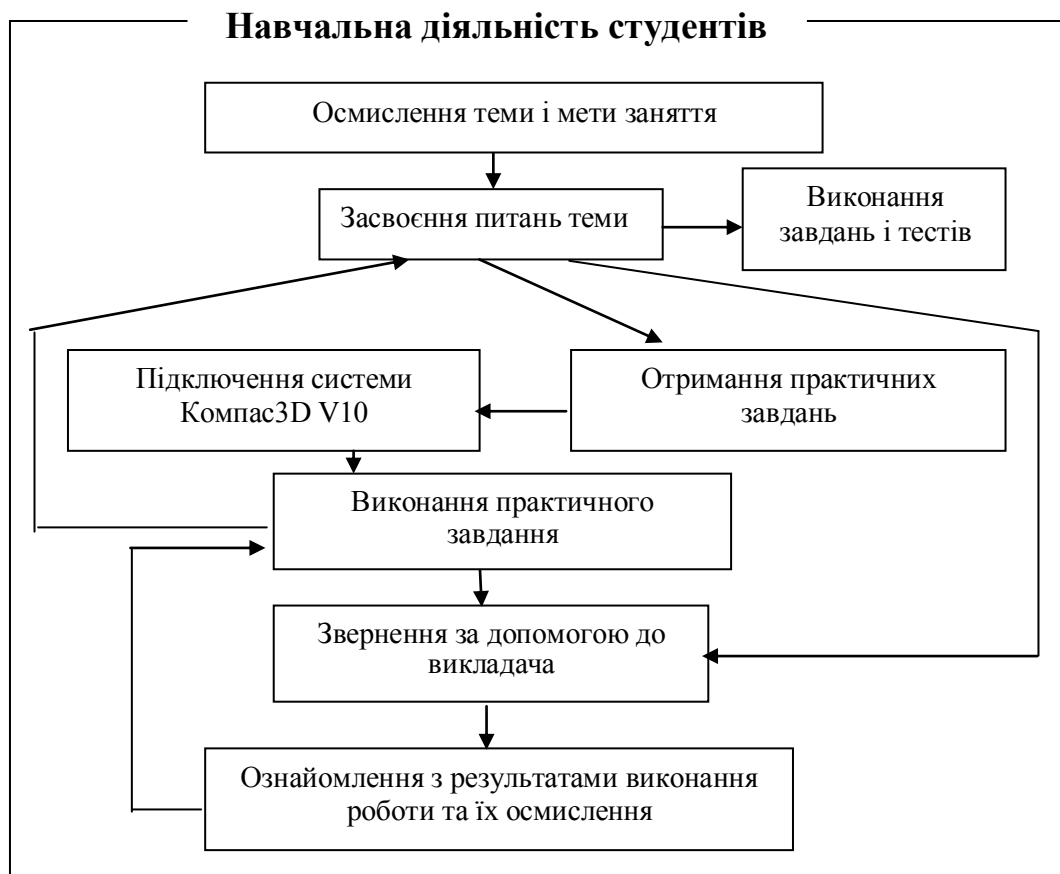 Навчальна діяльність студентів
Осмислення теми і мети заняття
Засвоєння питань теми
Виконання
завдань і тестів
Підключення системи
Компас3D V10
Отримання практичних
завдань
Виконання практичного
завдання
Звернення за допомогою до
викладача
Ознайомлення з результатами виконання
роботи та їх осмислення